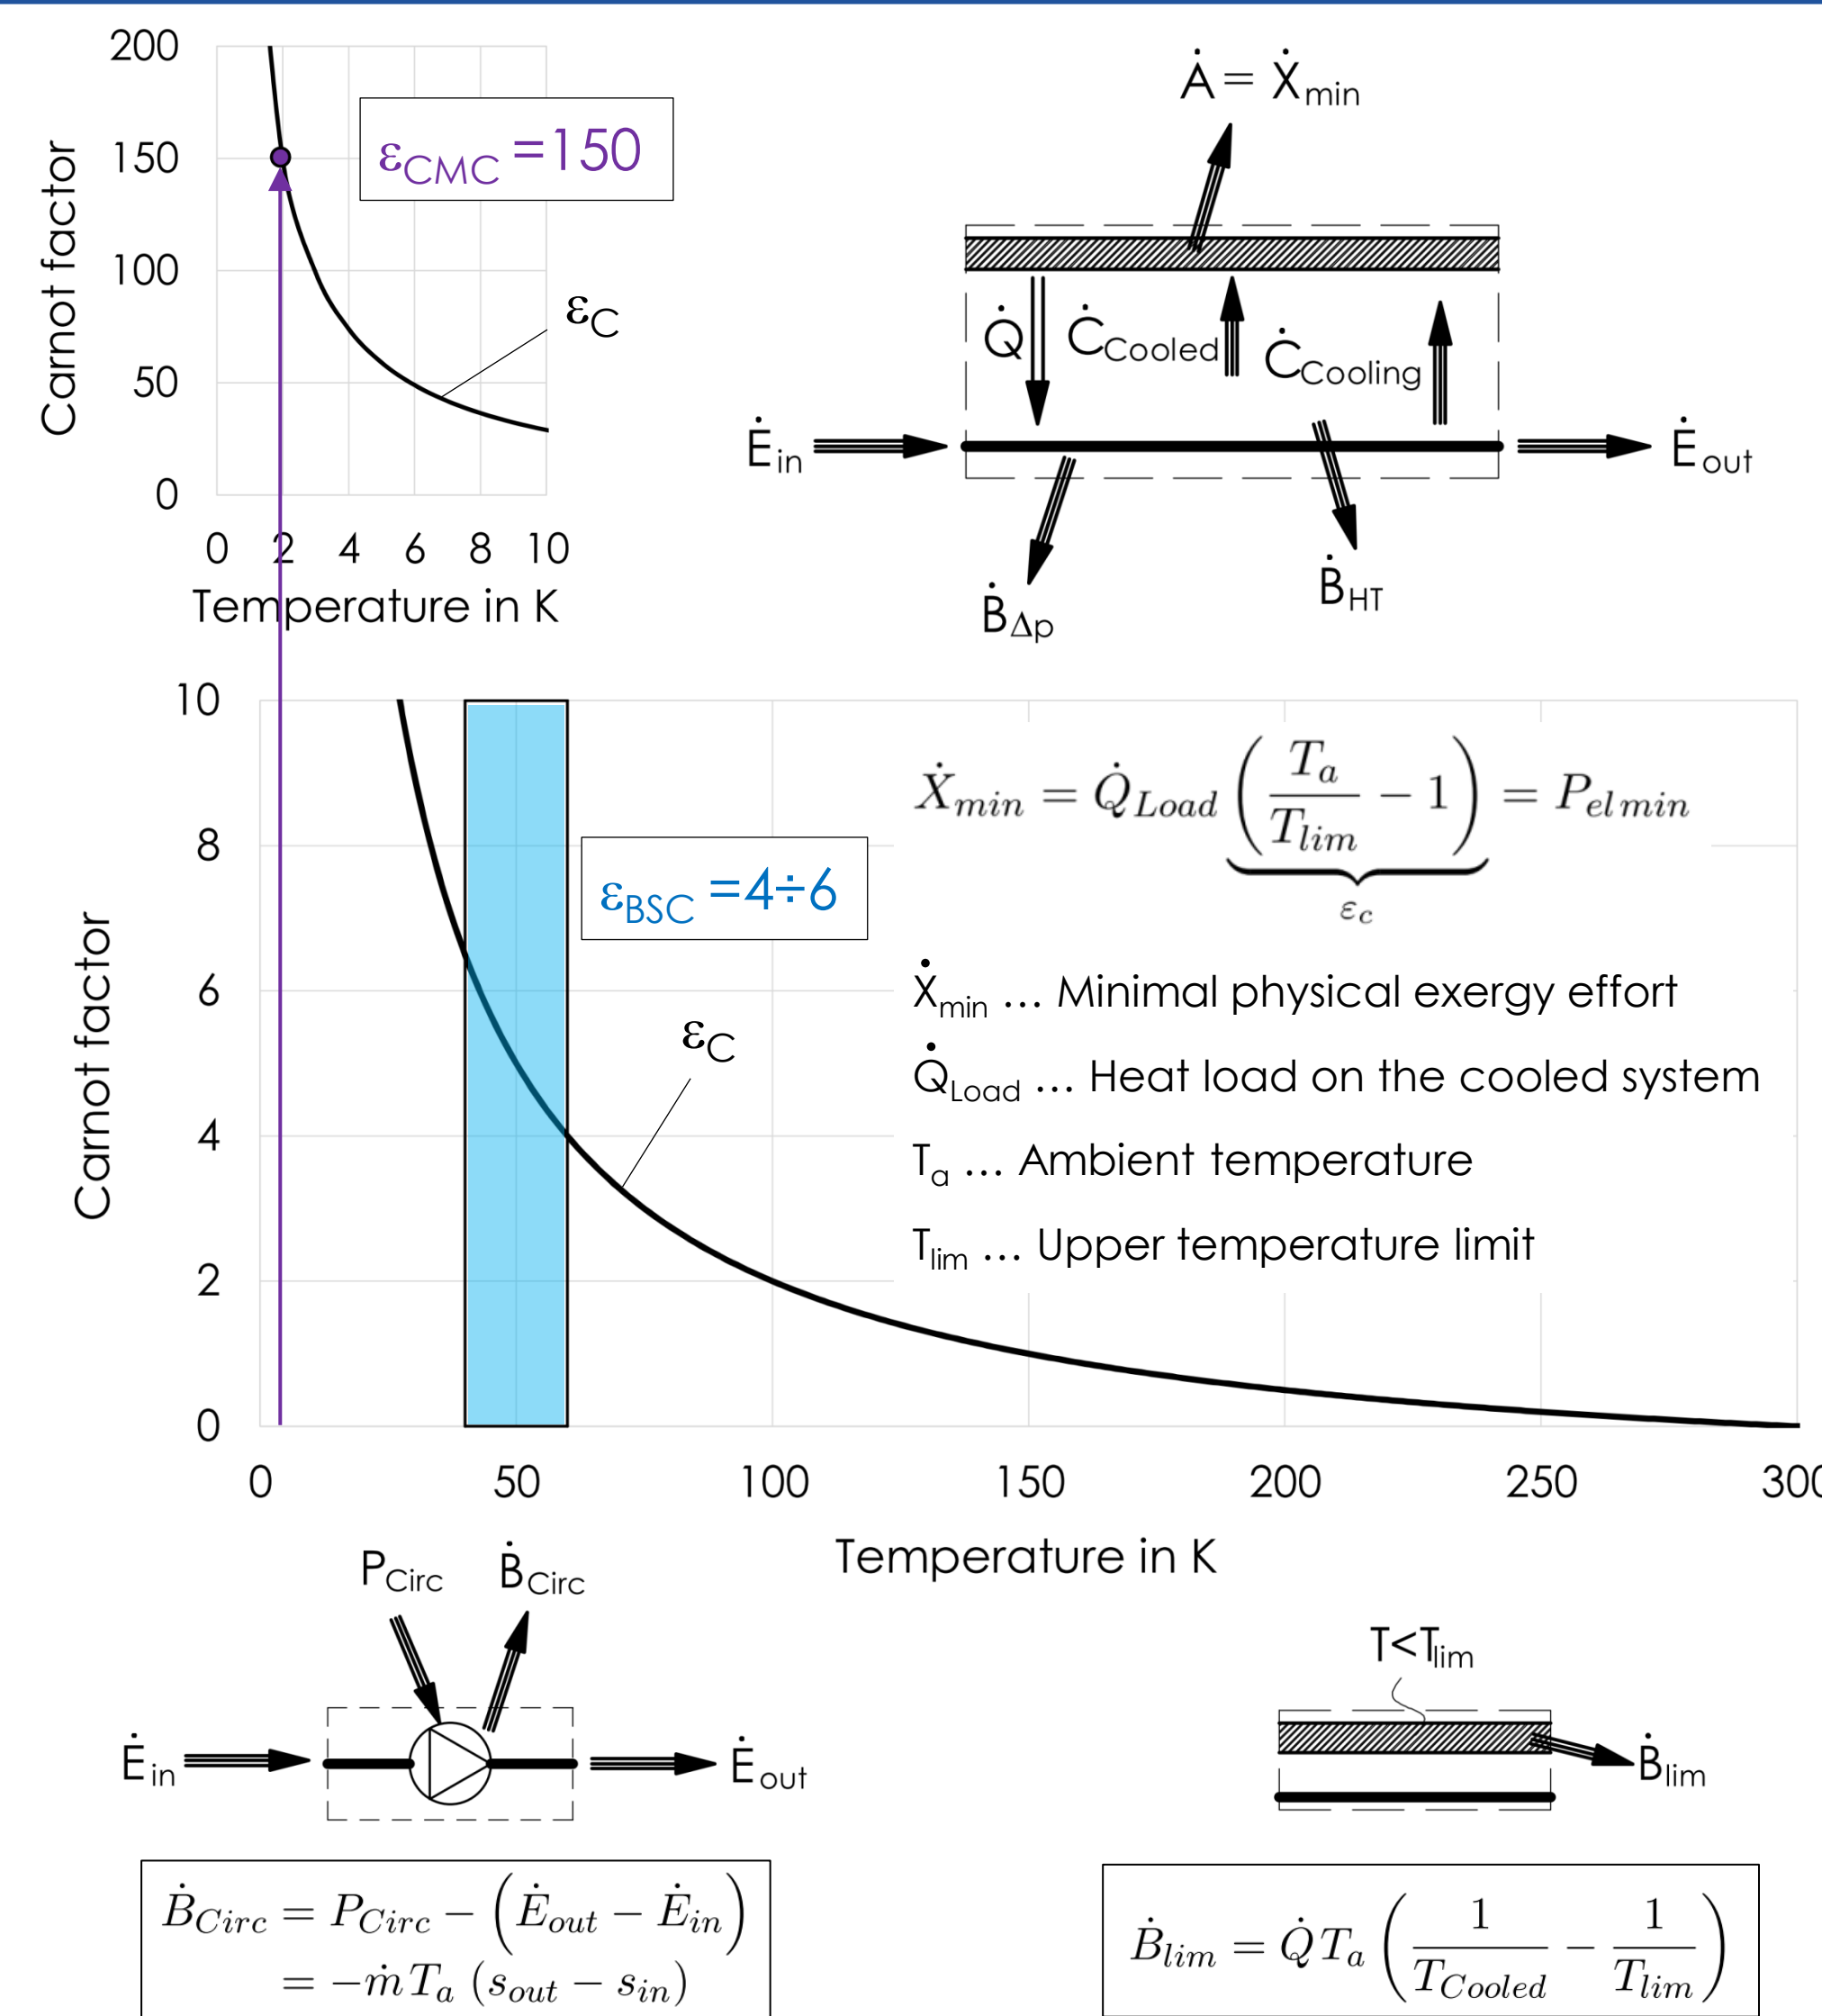 200
150
100
50
0
Carnot factor
εCMC =150
εC
0 2 4 6 8 10
Temperature in K
Ȧ = Ẋmin
Q̇
ĊCooled
ĊCooling
Ėin
Ėout
ḂΔp
ḂHT
10
8
6
4
2
0
Carnot factor
εBSC =4÷6
εC
Ẋmin = Q̇Load (Ta/Tlim − 1) = Pel min
εc
Ẋmin ... Minimal physical exergy effort
Q̇Load ... Heat load on the cooled system
Ta ... Ambient temperature
Tlim ... Upper temperature limit
0 50 100 150 200 250 300
Temperature in K
PCirc
ḂCirc
Ėin
Ėout
T<Tlim
Ḃlim
ḂCirc = PCirc − (Ėout − Ėin)
= −ṁ Ta (sout − sin)
Ḃlim = Q̇ Ta (1/TCooled − 1/Tlim)